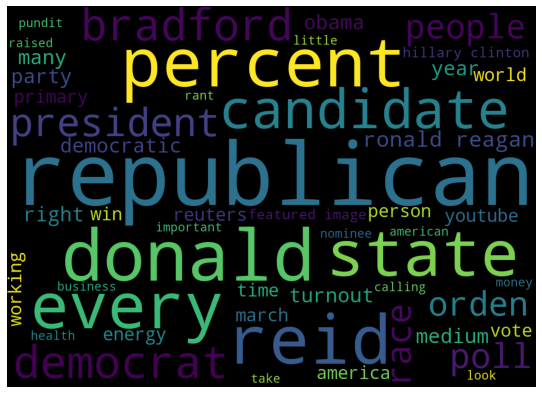 pundit
bradford
obama
people
raised
little
hillary clinton
many
percent
year
world
party
primary
rant
candidate
president
democratic
ronald reagan
republican
right
win
reuters
featured image
person
youtube
important
nominee
american
donald
state
working
business
every
time
turnout
calling
money
march
reid
race
orden
health
energy
medium
vote
democrat
america
poll
take
look